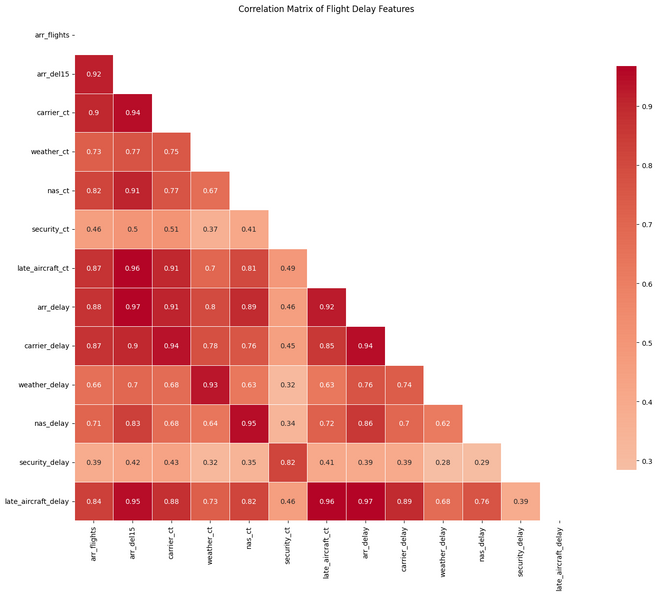 Correlation Matrix of Flight Delay Features
arr_flights
arr_del15 0.92
carrier_ct 0.9 0.94
weather_ct 0.73 0.77 0.75
nas_ct 0.82 0.91 0.77 0.67
security_ct 0.46 0.5 0.51 0.37 0.41
late_aircraft_ct 0.87 0.96 0.91 0.7 0.81 0.49
arr_delay 0.88 0.97 0.91 0.8 0.89 0.46 0.92
carrier_delay 0.87 0.9 0.94 0.78 0.76 0.45 0.85 0.94
weather_delay 0.66 0.7 0.68 0.93 0.63 0.32 0.63 0.76 0.74
nas_delay 0.71 0.83 0.68 0.64 0.95 0.34 0.72 0.86 0.7 0.62
security_delay 0.39 0.42 0.43 0.32 0.35 0.82 0.41 0.39 0.39 0.28 0.29
late_aircraft_delay 0.84 0.95 0.88 0.73 0.82 0.46 0.96 0.97 0.89 0.68 0.76 0.39
arr_flights
arr_del15
carrier_ct
weather_ct
nas_ct
security_ct
late_aircraft_ct
arr_delay
carrier_delay
weather_delay
nas_delay
security_delay
late_aircraft_delay
0.9
0.8
0.7
0.6
0.5
0.4
0.3